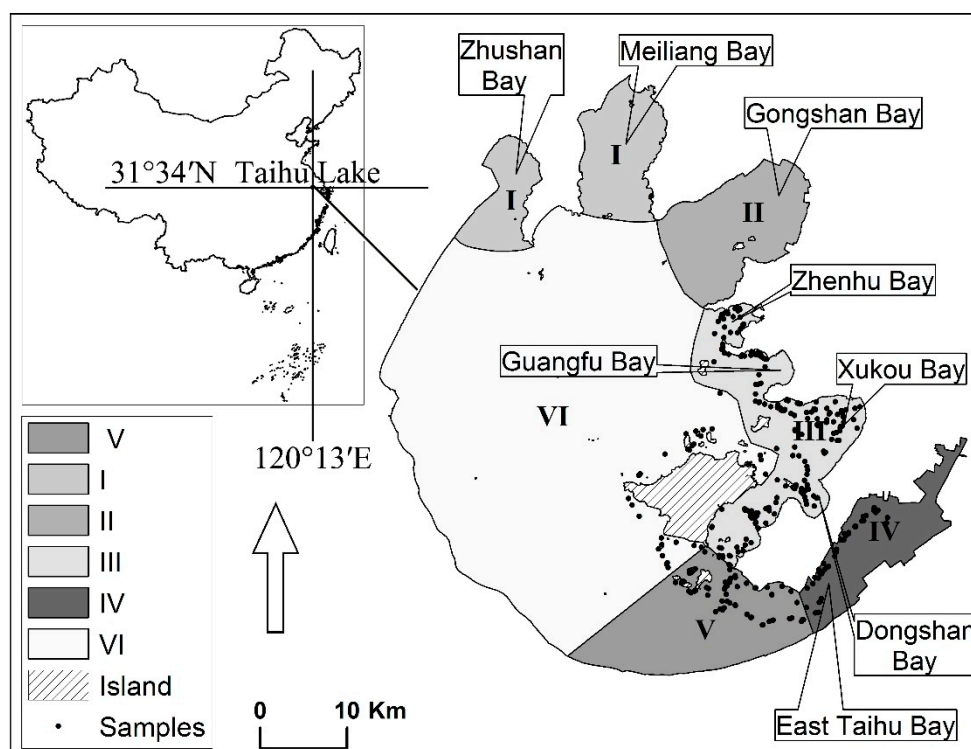 Zhushan
Bay
Meiliang Bay
Gongshan Bay
31°34′N Taihu Lake
I
I
II
Zhenhu Bay
Guangfu Bay
Xukou Bay
VI
III
120°13′E
IV
V
Dongshan
Bay
East Taihu Bay
V
I
II
III
IV
VI
Island
Samples
0 10 Km